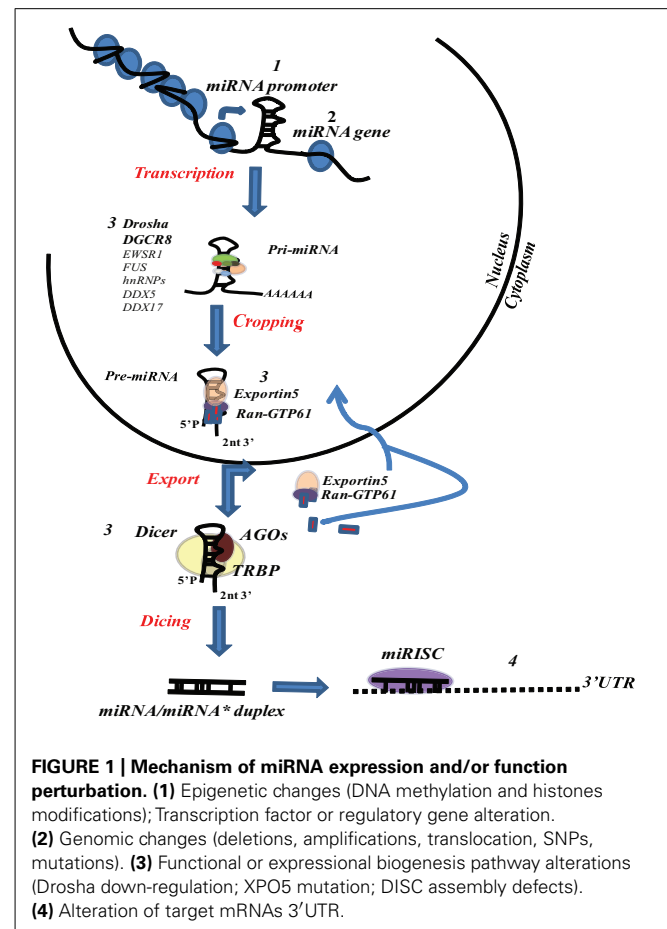 1
miRNA promoter
2
miRNA gene
Transcription
3 Drosha
DGCR8
EWSR1
FUS
hnRNPs
DDX5
DDX17
Pri-miRNA
AAAAAA
Nucleus
Cytoplasm
Cropping
Pre-miRNA
3
Exportin5
Ran-GTP61
5'P
2nt 3'
Export
Exportin5
Ran-GTP61
3 Dicer AGOs
TRBP
5'P
2nt 3'
Dicing
miRISC
4
3'UTR
miRNA/miRNA* duplex
FIGURE 1 | Mechanism of miRNA expression and/or function
perturbation. (1) Epigenetic changes (DNA methylation and histones
modifications); Transcription factor or regulatory gene alteration.
(2) Genomic changes (deletions, amplifications, translocation, SNPs,
mutations). (3) Functional or expressional biogenesis pathway alterations
(Drosha down-regulation; XPO5 mutation; DISC assembly defects).
(4) Alteration of target mRNAs 3′UTR.